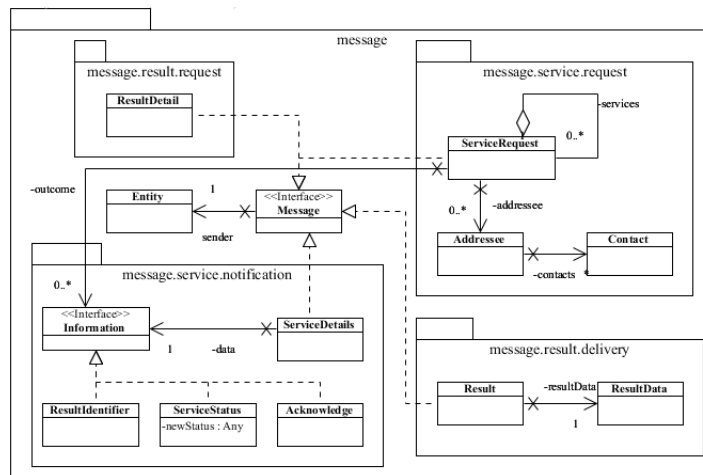 message
message.result.request
ResultDetail
message.service.request
-services
0..*
ServiceRequest
-addressee
0..*
Addressee
Contact
-contacts *
-outcome
Entity
1
sender
<<Interface>>
Message
message.service.notification
0..*
<<Interface>>
Information
1
-data
ServiceDetails
ResultIdentifier
ServiceStatus
-newStatus : Any
Acknowledge
message.result.delivery
Result
-resultData
1
ResultData